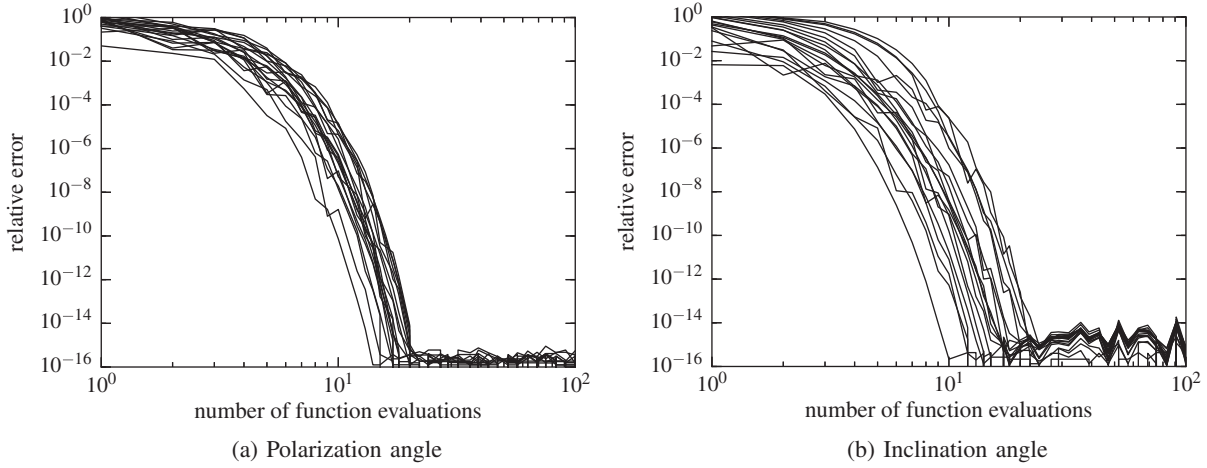 10^0
10^−2
10^−4
10^−6
10^−8
10^−10
10^−12
10^−14
10^−16
relative error
10^0 10^1 10^2
number of function evaluations
(a) Polarization angle
10^0
10^−2
10^−4
10^−6
10^−8
10^−10
10^−12
10^−14
10^−16
relative error
10^0 10^1 10^2
number of function evaluations
(b) Inclination angle